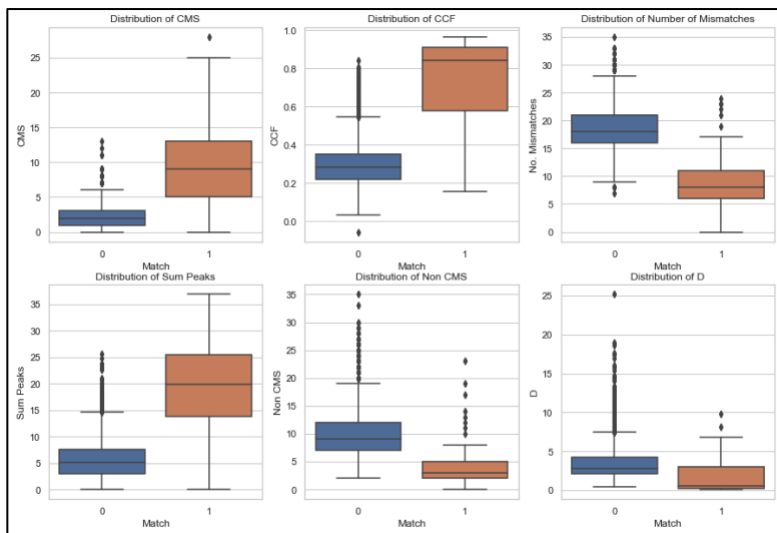 Distribution of CMS
CMS
25
20
15
10
5
0
0 1
Match
Distribution of CCF
CCF
1.0
0.8
0.6
0.4
0.2
0.0
0 1
Match
Distribution of Number of Mismatches
No. Mismatches
35
30
25
20
15
10
5
0
0 1
Match
Distribution of Sum Peaks
Sum Peaks
35
30
25
20
15
10
5
0
0 1
Match
Distribution of Non CMS
Non CMS
35
30
25
20
15
10
5
0
0 1
Match
Distribution of D
D
25
20
15
10
5
0
0 1
Match